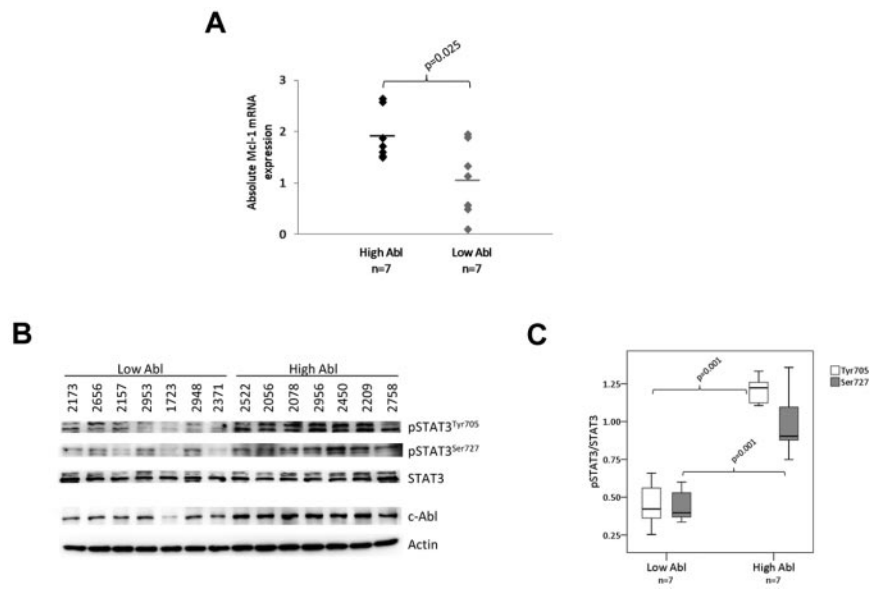 A
p=0.025
Absolute Mcl-1 mRNA
expression
3
2
1
0
High Abl
n=7
Low Abl
n=7
B
Low Abl
High Abl
2173
2656
2157
2953
1723
2948
2371
2522
2056
2078
2956
2450
2209
2758
pSTAT3Tyr705
pSTAT3Ser727
STAT3
c-Abl
Actin
C
Tyr705
Ser727
pSTAT3/STAT3
1.25
1.00
0.75
0.50
0.25
p=0.001
p=0.001
Low Abl
n=7
High Abl
n=7